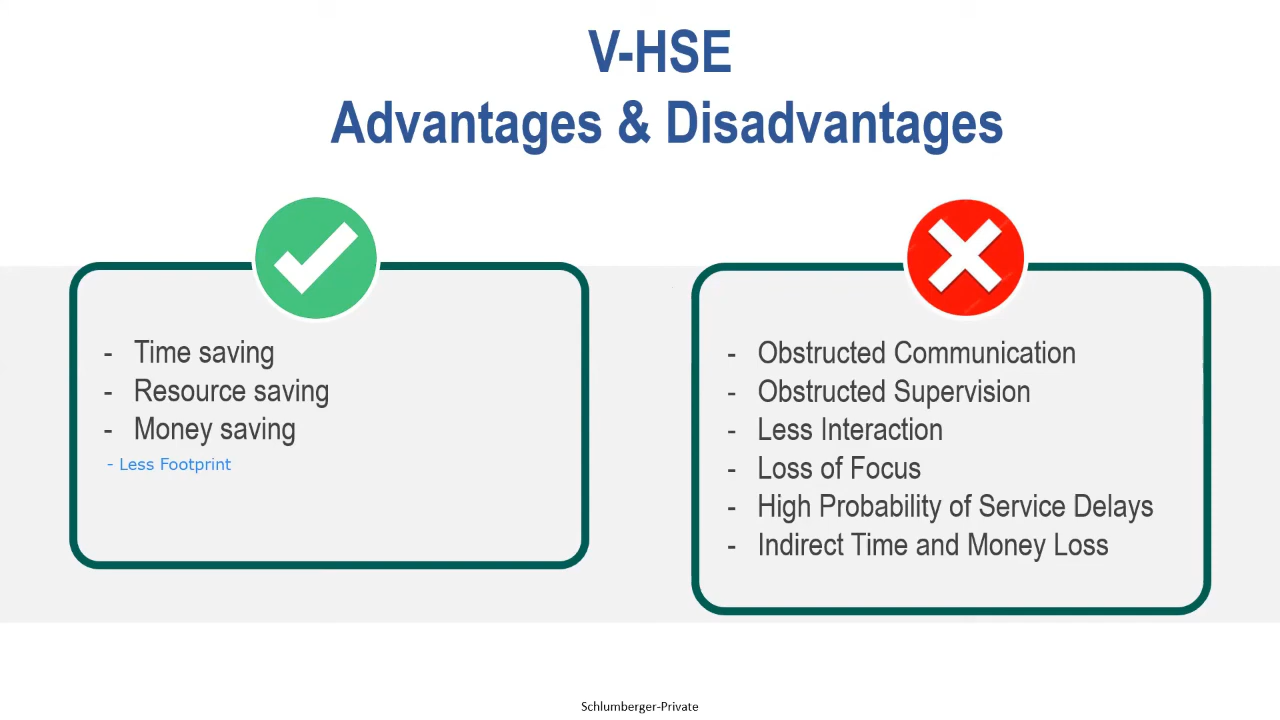 V-HSE
Advantages & Disadvantages
- Time saving
- Resource saving
- Money saving
- Less Footprint
- Obstructed Communication
- Obstructed Supervision
- Less Interaction
- Loss of Focus
- High Probability of Service Delays
- Indirect Time and Money Loss
Schlumberger-Private